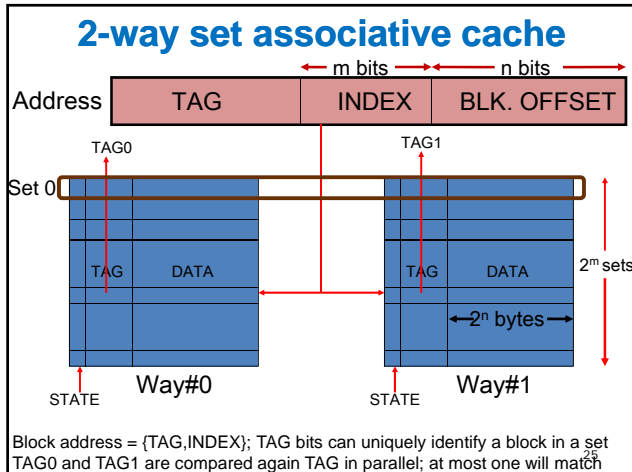 2-way set associative cache
m bits n bits
Address TAG INDEX BLK. OFFSET
TAG0 TAG1
Set 0
TAG DATA TAG DATA 2^m sets
2^n bytes
Way#0 Way#1
STATE STATE
Block address = {TAG,INDEX}; TAG bits can uniquely identify a block in a set
TAG0 and TAG1 are compared again TAG in parallel; at most one will match
25